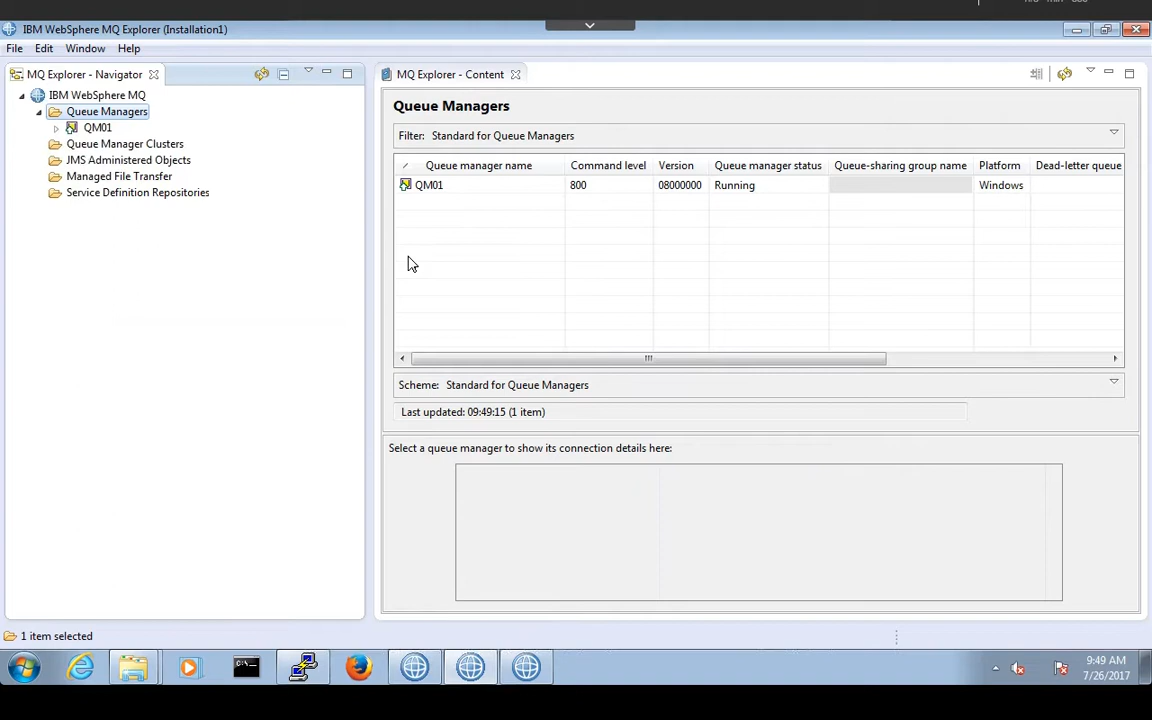 IBM WebSphere MQ Explorer (Installation1)
File Edit Window Help
MQ Explorer - Navigator
IBM WebSphere MQ
Queue Managers
QM01
Queue Manager Clusters
JMS Administered Objects
Managed File Transfer
Service Definition Repositories
MQ Explorer - Content
Queue Managers
Filter: Standard for Queue Managers
Queue manager name Command level Version Queue manager status Queue-sharing group name Platform Dead-letter queue
QM01 800 08000000 Running Windows
Scheme: Standard for Queue Managers
Last updated: 09:49:15 (1 item)
Select a queue manager to show its connection details here:
1 item selected
C:\
9:49 AM
7/26/2017